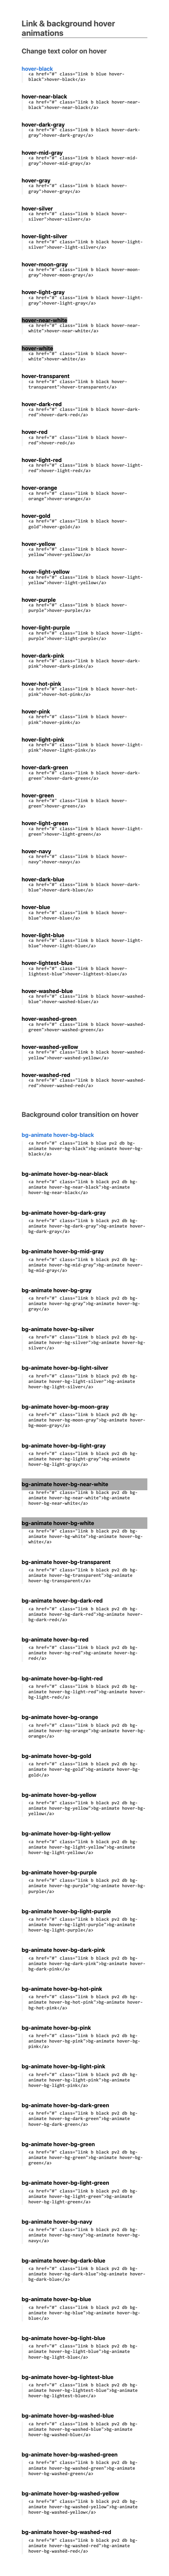 Link & background hover
animations
Change text color on hover
hover-black
<a href="#" class="link b blue hover-
black">hover-black</a>
hover-near-black
<a href="#" class="link b black hover-near-
black">hover-near-black</a>
hover-dark-gray
<a href="#" class="link b black hover-dark-
gray">hover-dark-gray</a>
hover-mid-gray
<a href="#" class="link b black hover-mid-
gray">hover-mid-gray</a>
hover-gray
<a href="#" class="link b black hover-
gray">hover-gray</a>
hover-silver
<a href="#" class="link b black hover-
silver">hover-silver</a>
hover-light-silver
<a href="#" class="link b black hover-light-
silver">hover-light-silver</a>
hover-moon-gray
<a href="#" class="link b black hover-moon-
gray">hover-moon-gray</a>
hover-light-gray
<a href="#" class="link b black hover-light-
gray">hover-light-gray</a>
hover-near-white
<a href="#" class="link b black hover-near-
white">hover-near-white</a>
hover-white
<a href="#" class="link b black hover-
white">hover-white</a>
hover-transparent
<a href="#" class="link b black hover-
transparent">hover-transparent</a>
hover-dark-red
<a href="#" class="link b black hover-dark-
red">hover-dark-red</a>
hover-red
<a href="#" class="link b black hover-
red">hover-red</a>
hover-light-red
<a href="#" class="link b black hover-light-
red">hover-light-red</a>
hover-orange
<a href="#" class="link b black hover-
orange">hover-orange</a>
hover-gold
<a href="#" class="link b black hover-
gold">hover-gold</a>
hover-yellow
<a href="#" class="link b black hover-
yellow">hover-yellow</a>
hover-light-yellow
<a href="#" class="link b black hover-light-
yellow">hover-light-yellow</a>
hover-purple
<a href="#" class="link b black hover-
purple">hover-purple</a>
hover-light-purple
<a href="#" class="link b black hover-light-
purple">hover-light-purple</a>
hover-dark-pink
<a href="#" class="link b black hover-dark-
pink">hover-dark-pink</a>
hover-hot-pink
<a href="#" class="link b black hover-hot-
pink">hover-hot-pink</a>
hover-pink
<a href="#" class="link b black hover-
pink">hover-pink</a>
hover-light-pink
<a href="#" class="link b black hover-light-
pink">hover-light-pink</a>
hover-dark-green
<a href="#" class="link b black hover-dark-
green">hover-dark-green</a>
hover-green
<a href="#" class="link b black hover-
green">hover-green</a>
hover-light-green
<a href="#" class="link b black hover-light-
green">hover-light-green</a>
hover-navy
<a href="#" class="link b black hover-
navy">hover-navy</a>
hover-dark-blue
<a href="#" class="link b black hover-dark-
blue">hover-dark-blue</a>
hover-blue
<a href="#" class="link b black hover-
blue">hover-blue</a>
hover-light-blue
<a href="#" class="link b black hover-light-
blue">hover-light-blue</a>
hover-lightest-blue
<a href="#" class="link b black hover-
lightest-blue">hover-lightest-blue</a>
hover-washed-blue
<a href="#" class="link b black hover-washed-
blue">hover-washed-blue</a>
hover-washed-green
<a href="#" class="link b black hover-washed-
green">hover-washed-green</a>
hover-washed-yellow
<a href="#" class="link b black hover-washed-
yellow">hover-washed-yellow</a>
hover-washed-red
<a href="#" class="link b black hover-washed-
red">hover-washed-red</a>
Background color transition on hover
bg-animate hover-bg-black
<a href="#" class="link b blue pv2 db bg-
animate hover-bg-black">bg-animate hover-bg-
black</a>
bg-animate hover-bg-near-black
<a href="#" class="link b black pv2 db bg-
animate hover-bg-near-black">bg-animate
hover-bg-near-black</a>
bg-animate hover-bg-dark-gray
<a href="#" class="link b black pv2 db bg-
animate hover-bg-dark-gray">bg-animate hover-
bg-dark-gray</a>
bg-animate hover-bg-mid-gray
<a href="#" class="link b black pv2 db bg-
animate hover-bg-mid-gray">bg-animate hover-
bg-mid-gray</a>
bg-animate hover-bg-gray
<a href="#" class="link b black pv2 db bg-
animate hover-bg-gray">bg-animate hover-bg-
gray</a>
bg-animate hover-bg-silver
<a href="#" class="link b black pv2 db bg-
animate hover-bg-silver">bg-animate hover-bg-
silver</a>
bg-animate hover-bg-light-silver
<a href="#" class="link b black pv2 db bg-
animate hover-bg-light-silver">bg-animate
hover-bg-light-silver</a>
bg-animate hover-bg-moon-gray
<a href="#" class="link b black pv2 db bg-
animate hover-bg-moon-gray">bg-animate hover-
bg-moon-gray</a>
bg-animate hover-bg-light-gray
<a href="#" class="link b black pv2 db bg-
animate hover-bg-light-gray">bg-animate
hover-bg-light-gray</a>
bg-animate hover-bg-near-white
<a href="#" class="link b black pv2 db bg-
animate hover-bg-near-white">bg-animate
hover-bg-near-white</a>
bg-animate hover-bg-white
<a href="#" class="link b black pv2 db bg-
animate hover-bg-white">bg-animate hover-bg-
white</a>
bg-animate hover-bg-transparent
<a href="#" class="link b black pv2 db bg-
animate hover-bg-transparent">bg-animate
hover-bg-transparent</a>
bg-animate hover-bg-dark-red
<a href="#" class="link b black pv2 db bg-
animate hover-bg-dark-red">bg-animate hover-
bg-dark-red</a>
bg-animate hover-bg-red
<a href="#" class="link b black pv2 db bg-
animate hover-bg-red">bg-animate hover-bg-
red</a>
bg-animate hover-bg-light-red
<a href="#" class="link b black pv2 db bg-
animate hover-bg-light-red">bg-animate hover-
bg-light-red</a>
bg-animate hover-bg-orange
<a href="#" class="link b black pv2 db bg-
animate hover-bg-orange">bg-animate hover-bg-
orange</a>
bg-animate hover-bg-gold
<a href="#" class="link b black pv2 db bg-
animate hover-bg-gold">bg-animate hover-bg-
gold</a>
bg-animate hover-bg-yellow
<a href="#" class="link b black pv2 db bg-
animate hover-bg-yellow">bg-animate hover-bg-
yellow</a>
bg-animate hover-bg-light-yellow
<a href="#" class="link b black pv2 db bg-
animate hover-bg-light-yellow">bg-animate
hover-bg-light-yellow</a>
bg-animate hover-bg-purple
<a href="#" class="link b black pv2 db bg-
animate hover-bg-purple">bg-animate hover-bg-
purple</a>
bg-animate hover-bg-light-purple
<a href="#" class="link b black pv2 db bg-
animate hover-bg-light-purple">bg-animate
hover-bg-light-purple</a>
bg-animate hover-bg-dark-pink
<a href="#" class="link b black pv2 db bg-
animate hover-bg-dark-pink">bg-animate hover-
bg-dark-pink</a>
bg-animate hover-bg-hot-pink
<a href="#" class="link b black pv2 db bg-
animate hover-bg-hot-pink">bg-animate hover-
bg-hot-pink</a>
bg-animate hover-bg-pink
<a href="#" class="link b black pv2 db bg-
animate hover-bg-pink">bg-animate hover-bg-
pink</a>
bg-animate hover-bg-light-pink
<a href="#" class="link b black pv2 db bg-
animate hover-bg-light-pink">bg-animate
hover-bg-light-pink</a>
bg-animate hover-bg-dark-green
<a href="#" class="link b black pv2 db bg-
animate hover-bg-dark-green">bg-animate
hover-bg-dark-green</a>
bg-animate hover-bg-green
<a href="#" class="link b black pv2 db bg-
animate hover-bg-green">bg-animate hover-bg-
green</a>
bg-animate hover-bg-light-green
<a href="#" class="link b black pv2 db bg-
animate hover-bg-light-green">bg-animate
hover-bg-light-green</a>
bg-animate hover-bg-navy
<a href="#" class="link b black pv2 db bg-
animate hover-bg-navy">bg-animate hover-bg-
navy</a>
bg-animate hover-bg-dark-blue
<a href="#" class="link b black pv2 db bg-
animate hover-bg-dark-blue">bg-animate hover-
bg-dark-blue</a>
bg-animate hover-bg-blue
<a href="#" class="link b black pv2 db bg-
animate hover-bg-blue">bg-animate hover-bg-
blue</a>
bg-animate hover-bg-light-blue
<a href="#" class="link b black pv2 db bg-
animate hover-bg-light-blue">bg-animate
hover-bg-light-blue</a>
bg-animate hover-bg-lightest-blue
<a href="#" class="link b black pv2 db bg-
animate hover-bg-lightest-blue">bg-animate
hover-bg-lightest-blue</a>
bg-animate hover-bg-washed-blue
<a href="#" class="link b black pv2 db bg-
animate hover-bg-washed-blue">bg-animate
hover-bg-washed-blue</a>
bg-animate hover-bg-washed-green
<a href="#" class="link b black pv2 db bg-
animate hover-bg-washed-green">bg-animate
hover-bg-washed-green</a>
bg-animate hover-bg-washed-yellow
<a href="#" class="link b black pv2 db bg-
animate hover-bg-washed-yellow">bg-animate
hover-bg-washed-yellow</a>
bg-animate hover-bg-washed-red
<a href="#" class="link b black pv2 db bg-
animate hover-bg-washed-red">bg-animate
hover-bg-washed-red</a>